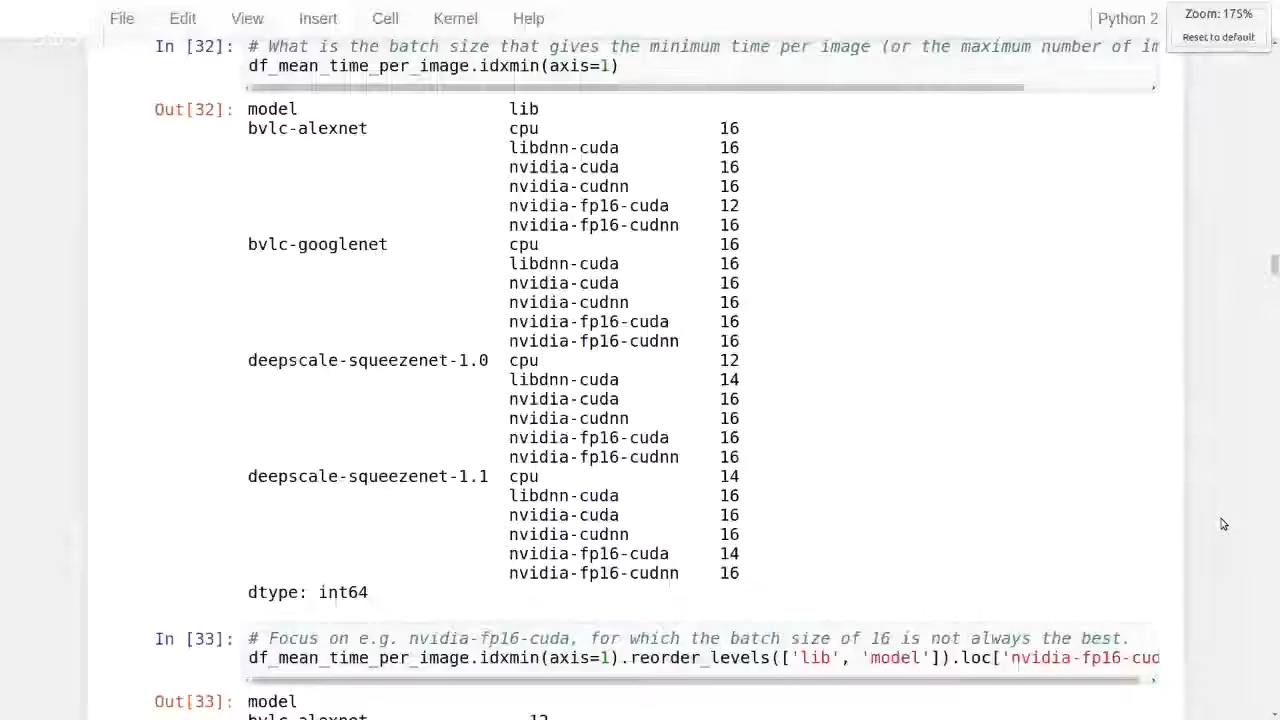 File Edit View Insert Cell Kernel Help Python 2
Zoom: 175%
Reset to default
In [32]: # What is the batch size that gives the minimum time per image (or the maximum number of im
df_mean_time_per_image.idxmin(axis=1)
Out[32]: model lib
bvlc-alexnet cpu 16
libdnn-cuda 16
nvidia-cuda 16
nvidia-cudnn 16
nvidia-fp16-cuda 12
nvidia-fp16-cudnn 16
bvlc-googlenet cpu 16
libdnn-cuda 16
nvidia-cuda 16
nvidia-cudnn 16
nvidia-fp16-cuda 16
nvidia-fp16-cudnn 16
deepscale-squeezenet-1.0 cpu 12
libdnn-cuda 14
nvidia-cuda 16
nvidia-cudnn 16
nvidia-fp16-cuda 16
nvidia-fp16-cudnn 16
deepscale-squeezenet-1.1 cpu 14
libdnn-cuda 16
nvidia-cuda 16
nvidia-cudnn 16
nvidia-fp16-cuda 14
nvidia-fp16-cudnn 16
dtype: int64
In [33]: # Focus on e.g. nvidia-fp16-cuda, for which the batch size of 16 is not always the best.
df_mean_time_per_image.idxmin(axis=1).reorder_levels(['lib', 'model']).loc['nvidia-fp16-cud
Out[33]: model
bvlc-alexnet 12